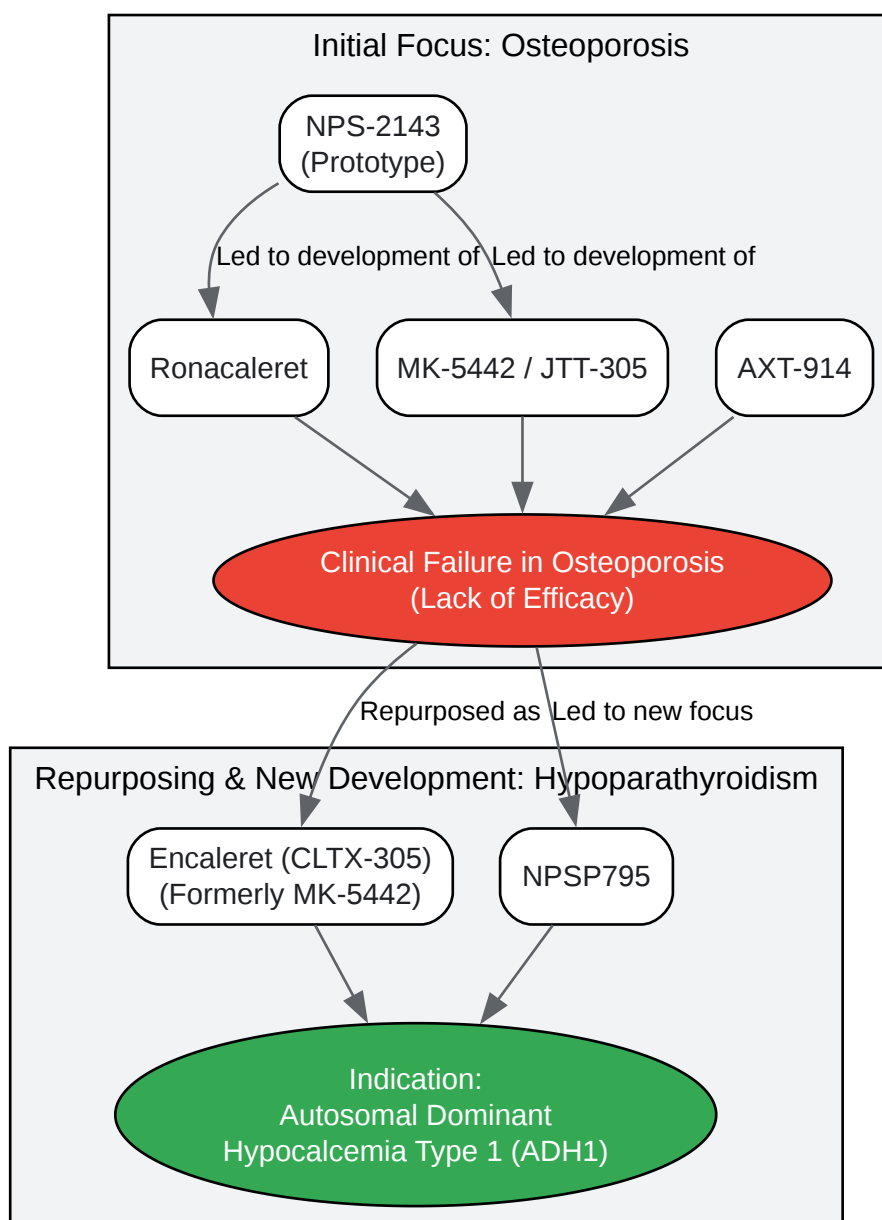 Initial Focus: Osteoporosis
NPS-2143
(Prototype)
Led to development of
Led to development of
Ronacaleret
MK-5442 / JTT-305
AXT-914
Clinical Failure in Osteoporosis
(Lack of Efficacy)
Repurposed as
Led to new focus
Repurposing & New Development: Hypoparathyroidism
Encaleret (CLTX-305)
(Formerly MK-5442)
NPSP795
Indication:
Autosomal Dominant
Hypocalcemia Type 1 (ADH1)